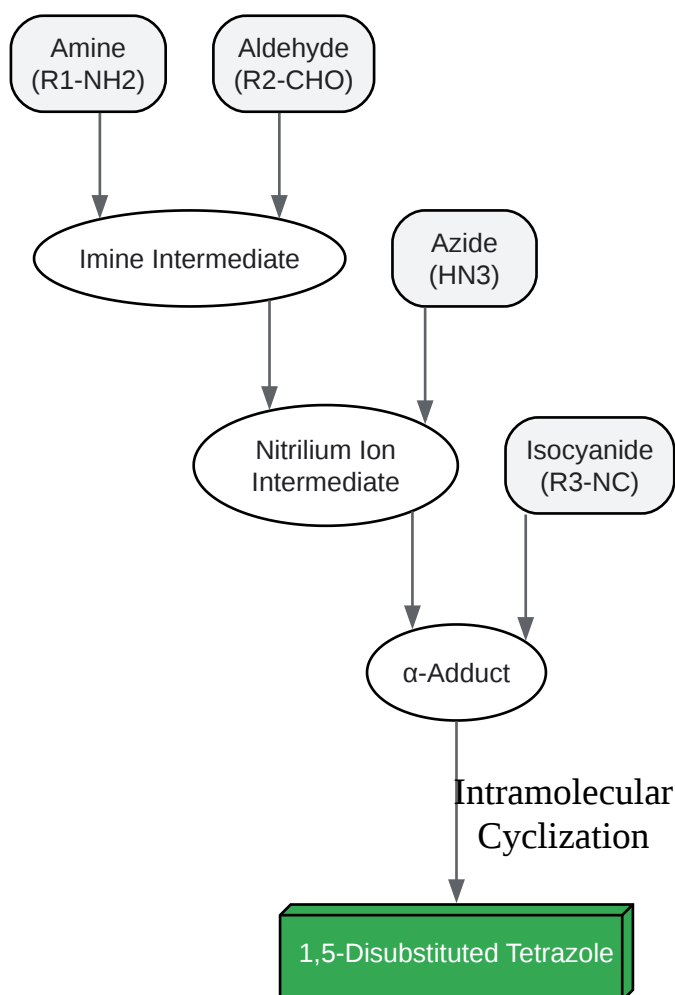 Amine
(R1-NH2)
Aldehyde
(R2-CHO)
Imine Intermediate
Azide
(HN3)
Nitrilium Ion
Intermediate
Isocyanide
(R3-NC)
α-Adduct
Intramolecular
Cyclization
1,5-Disubstituted Tetrazole